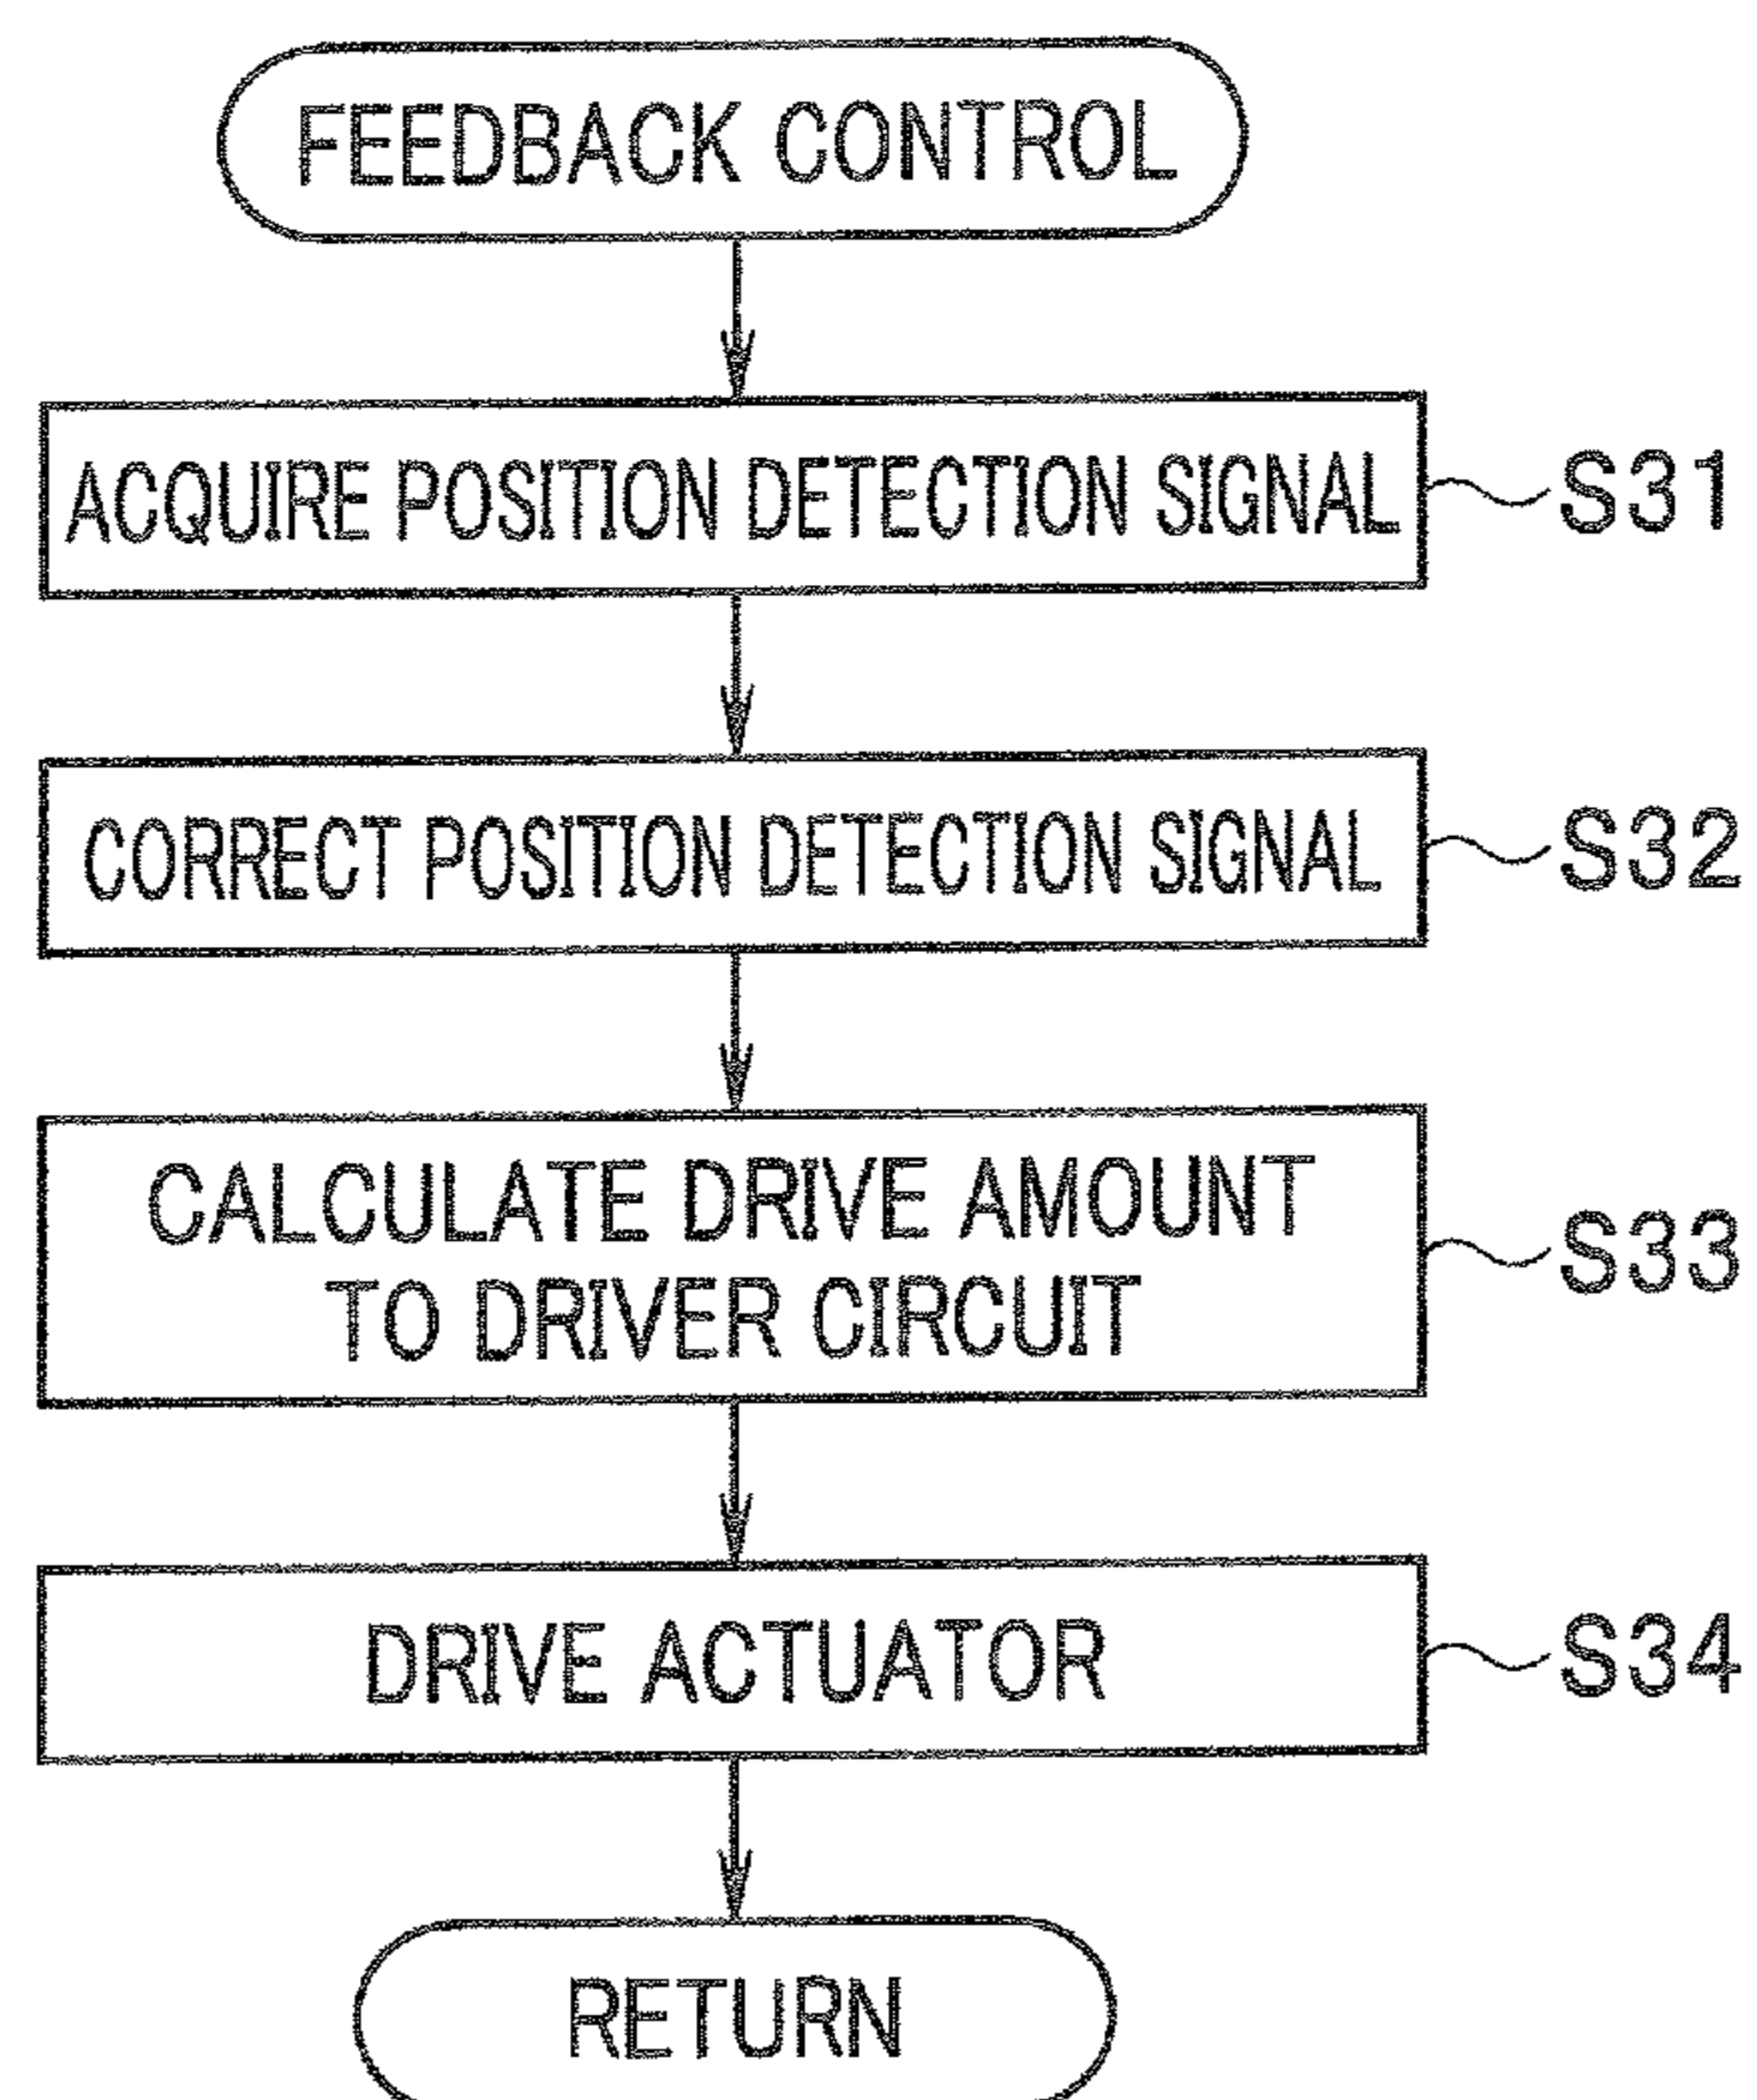 FEEDBACK CONTROL
ACQUIRE POSITION DETECTION SIGNAL
S31
CORRECT POSITION DETECTION SIGNAL
S32
CALCULATE DRIVE AMOUNT
TO DRIVER CIRCUIT
S33
DRIVE ACTUATOR
S34
RETURN